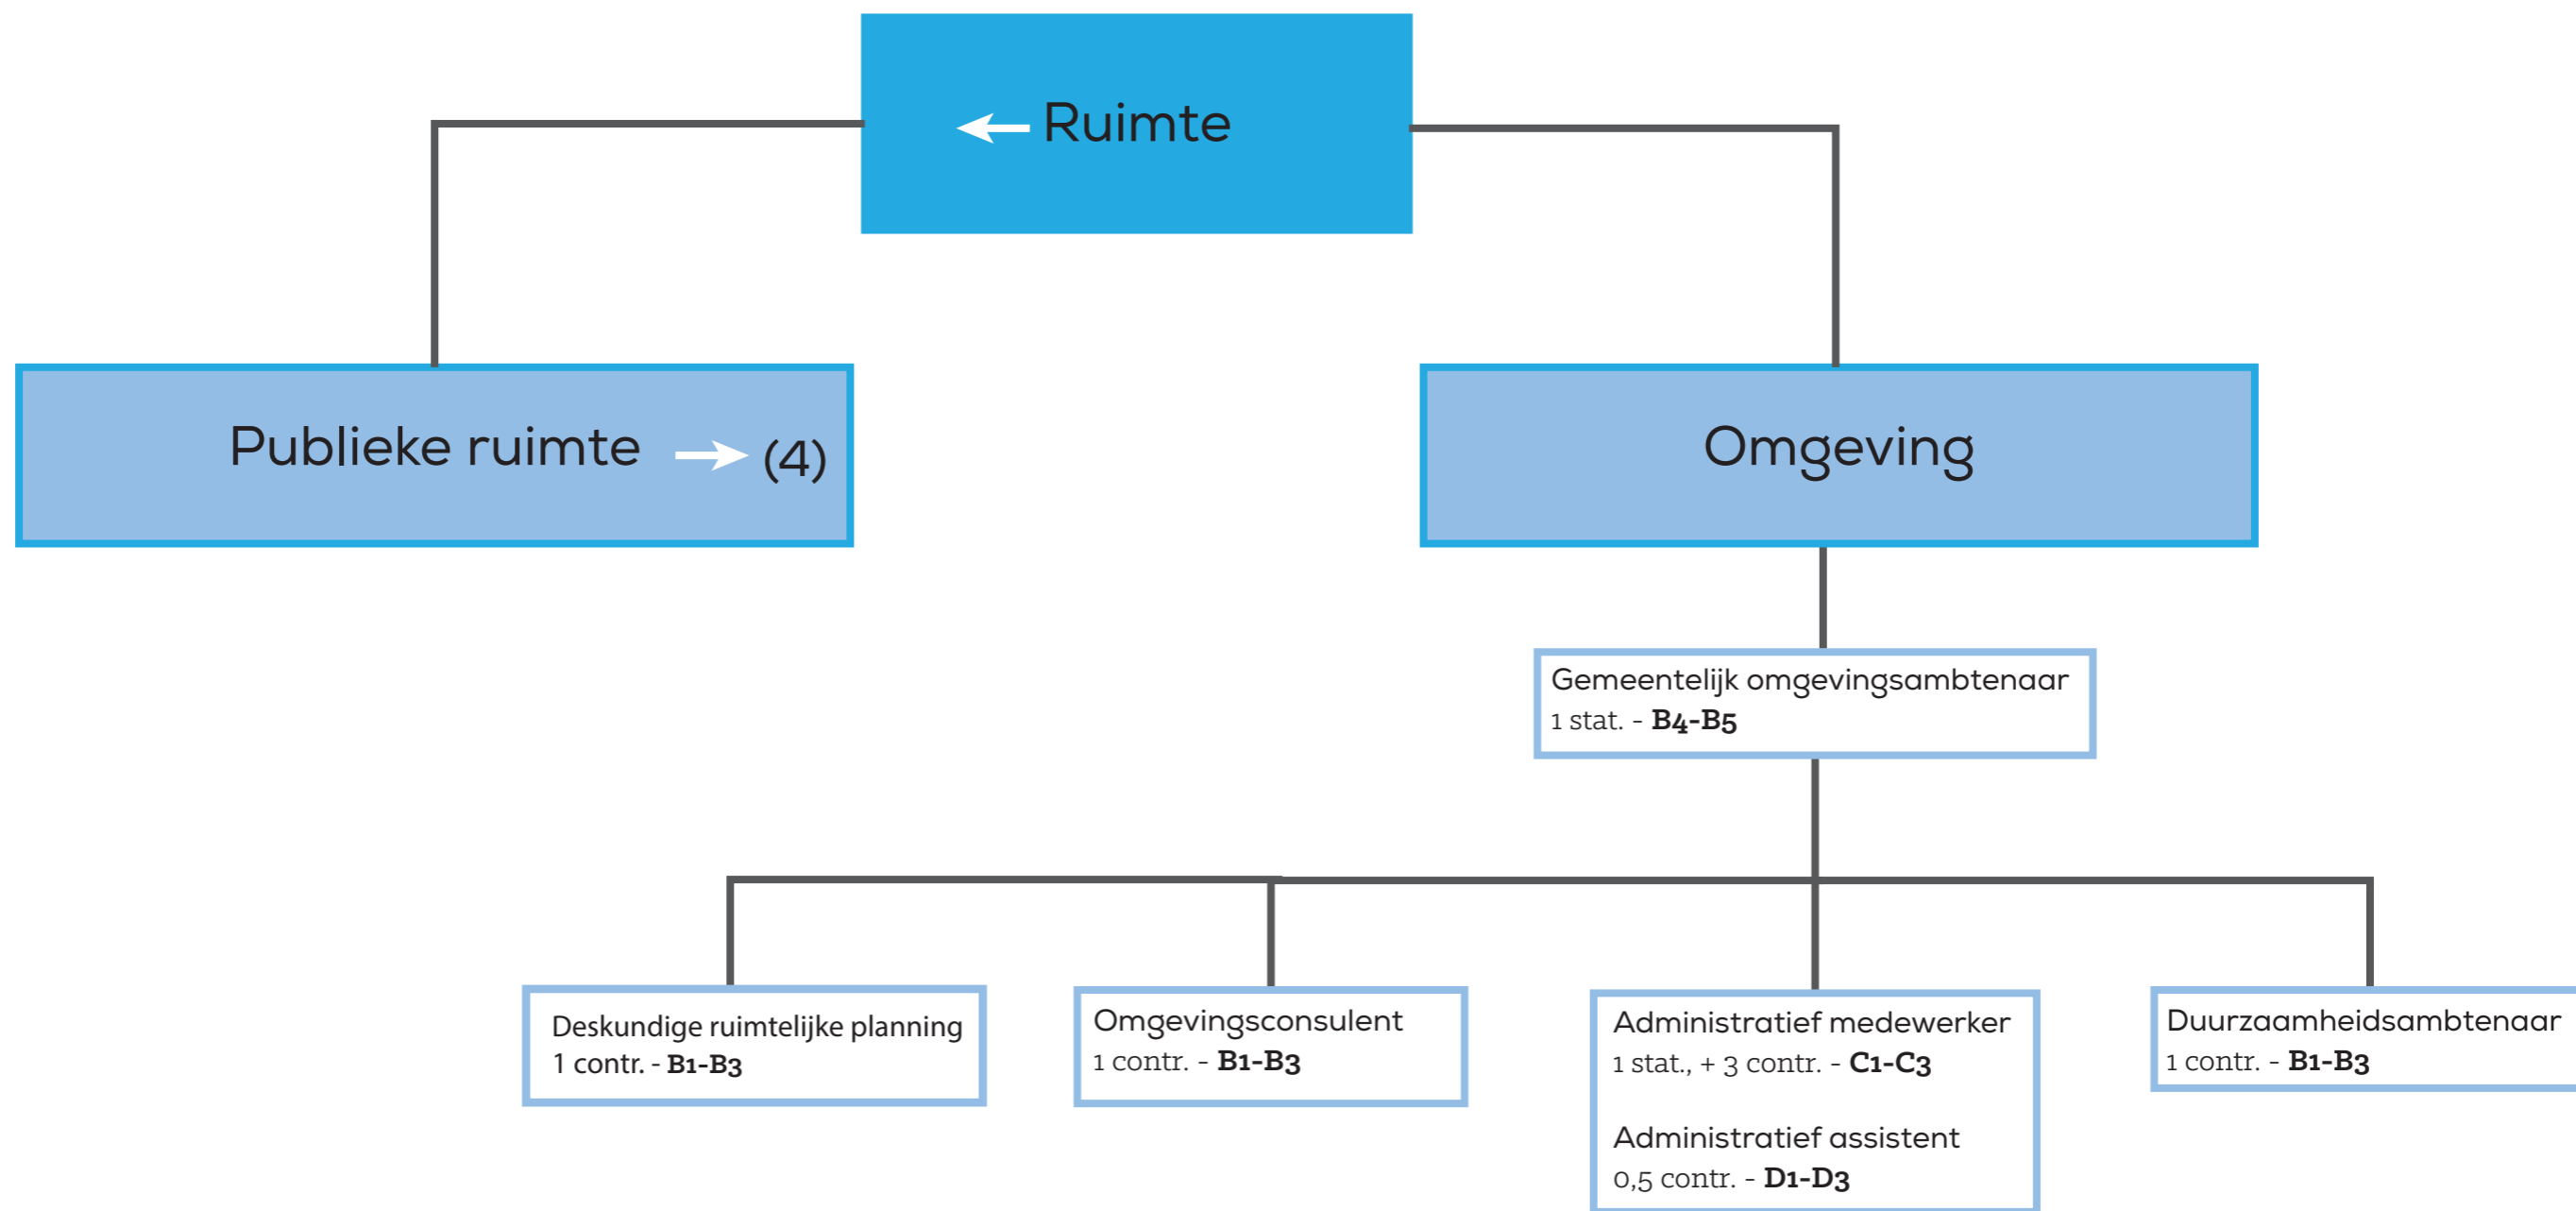 Ruimte
Publieke ruimte (4)
Omgeving
Gemeentelijk omgevingsambtenaar
1 stat. - B4-B5
Deskundige ruimtelijke planning
1 contr. - B1-B3
Omgevingsconsulent
1 contr. - B1-B3
Administratief medewerker
1 stat., + 3 contr. - C1-C3
Administratief assistent
0,5 contr. - D1-D3
Duurzaamheidsambtenaar
1 contr. - B1-B3